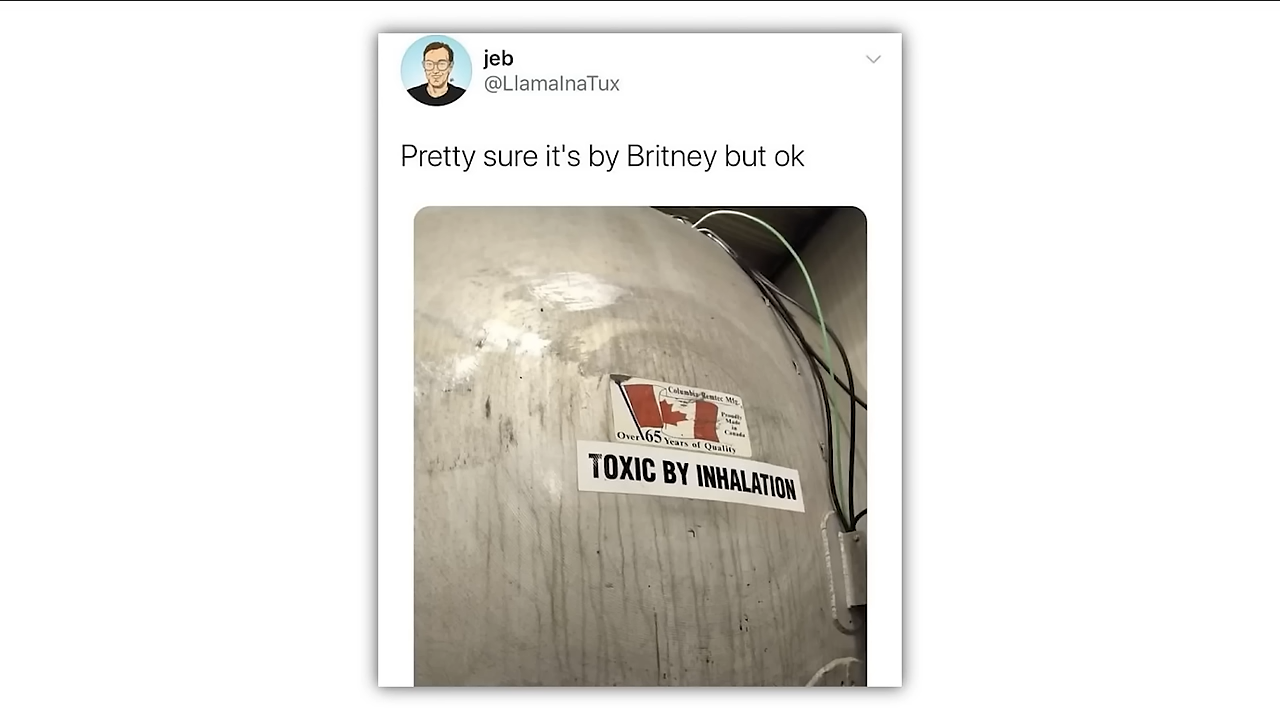 jeb
@LlamaInaTux
Pretty sure it's by Britney but ok
Columbia Remtec Mfg.
Proudly
Made
in
Canada
Over 65 Years of Quality
TOXIC BY INHALATION